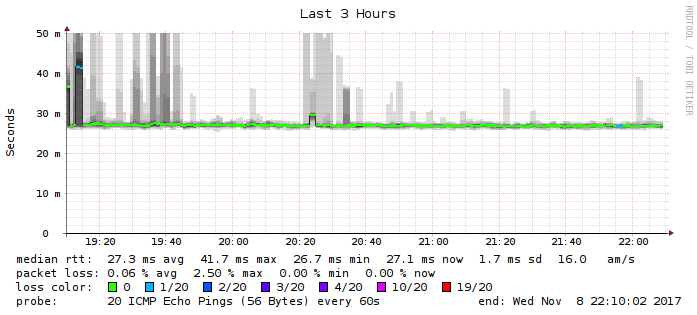 Last 3 Hours
RRDTOOL / TOBI OETIKER
Seconds
50 m
40 m
30 m
20 m
10 m
0
19:20 19:40 20:00 20:20 20:40 21:00 21:20 21:40 22:00
median rtt: 27.3 ms avg 41.7 ms max 26.7 ms min 27.1 ms now 1.7 ms sd 16.0 am/s
packet loss: 0.06 % avg 2.50 % max 0.00 % min 0.00 % now
loss color: 0 1/20 2/20 3/20 4/20 10/20 19/20
probe: 20 ICMP Echo Pings (56 Bytes) every 60s end: Wed Nov 8 22:10:02 2017